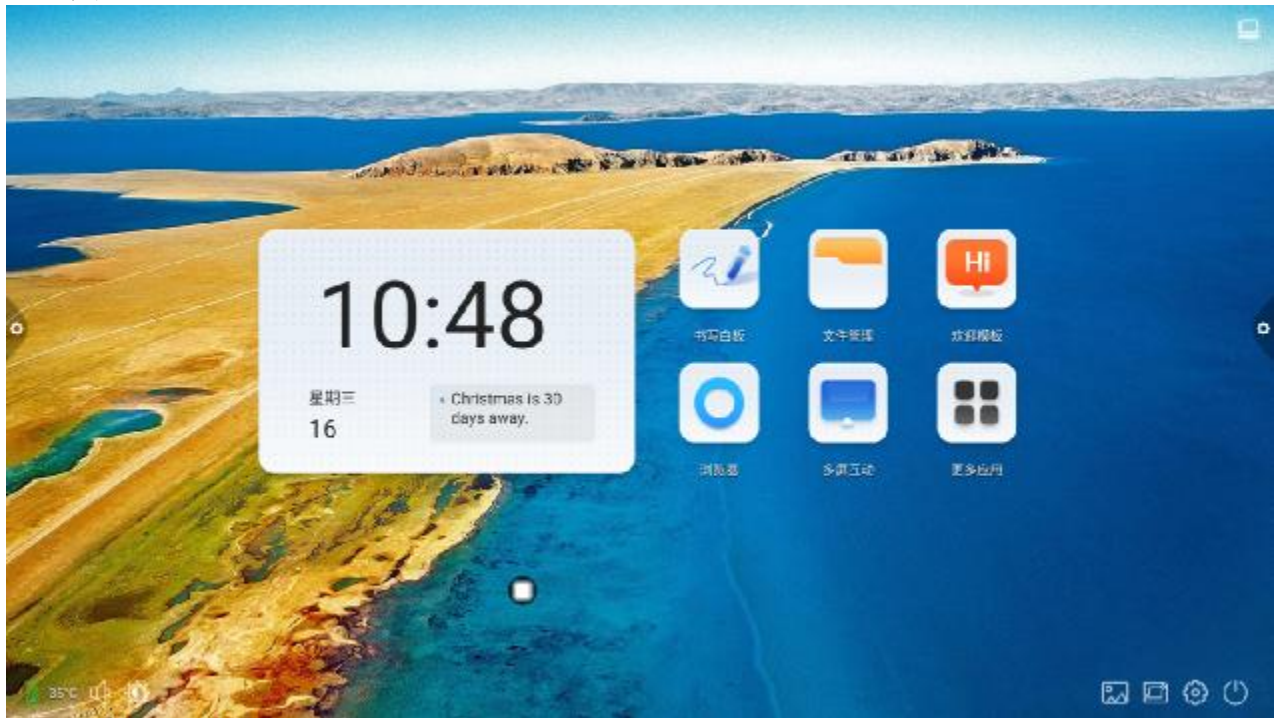 10:48
星期三
16
Christmas is 30
days away.
Hi
书写白板
文件管理
欢迎模板
浏览器
多屏互动
更多应用
35°C